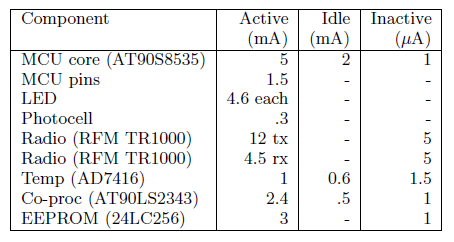 Component Active Idle Inactive
(mA) (mA) (μA)
MCU core (AT90S8535) 5 2 1
MCU pins 1.5 - -
LED 4.6 each - -
Photocell .3 - -
Radio (RFM TR1000) 12 tx - 5
Radio (RFM TR1000) 4.5 rx - 5
Temp (AD7416) 1 0.6 1.5
Co-proc (AT90LS2343) 2.4 .5 1
EEPROM (24LC256) 3 - 1